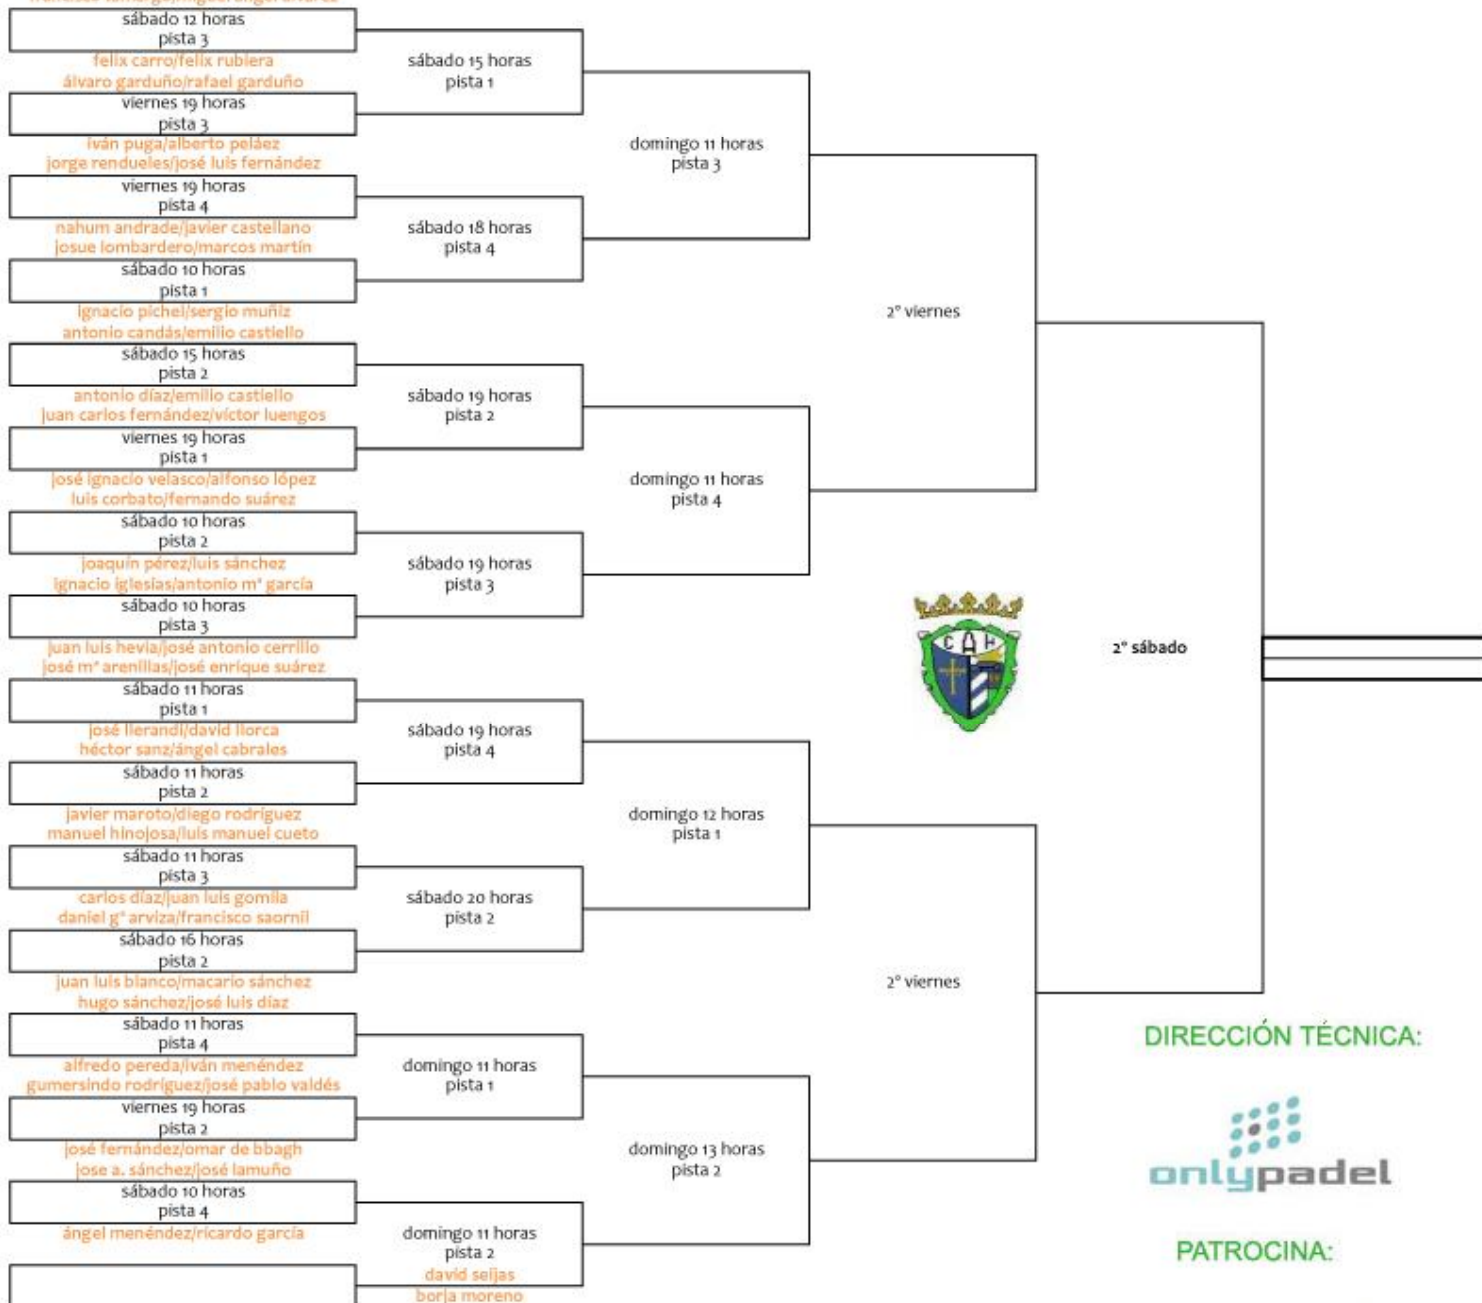 sábado 12 horas
pista 3
felix carro/felix rubiera
álvaro garduño/rafael garduño
viernes 19 horas
pista 3
iván puga/alberto peláez
jorge rendueles/josé luis fernández
viernes 19 horas
pista 4
nahum andrade/javier castellano
josue lombardero/marcos martín
sábado 10 horas
pista 1
ignacio pichel/sergio muñiz
antonio candás/emilio castiello
sábado 15 horas
pista 2
antonio díaz/emilio castiello
juan carlos fernández/víctor luengos
viernes 19 horas
pista 1
josé ignacio velasco/alfonso lópez
luis corbato/fernando suárez
sábado 10 horas
pista 2
joaquín pérez/luis sánchez
ignacio iglesias/antonio mª garcía
sábado 10 horas
pista 3
juan luis hevia/josé antonio cerrillo
josé mª arenillas/josé enrique suárez
sábado 11 horas
pista 1
josé llerandi/david llorca
héctor sanz/ángel cabrales
sábado 11 horas
pista 2
javier maroto/diego rodríguez
manuel hinojosa/luis manuel cueto
sábado 11 horas
pista 3
carlos díaz/juan luis gomila
daniel gª arviza/francisco saornil
sábado 16 horas
pista 2
juan luis blanco/macario sánchez
hugo sánchez/josé luis díaz
sábado 11 horas
pista 4
alfredo pereda/iván menéndez
gumersindo rodríguez/josé pablo valdés
viernes 19 horas
pista 2
josé fernández/omar de bbagh
jose a. sánchez/josé lamuño
sábado 10 horas
pista 4
ángel menéndez/ricardo garcía
sábado 15 horas
pista 1
sábado 18 horas
pista 4
sábado 19 horas
pista 2
sábado 19 horas
pista 3
sábado 19 horas
pista 4
sábado 20 horas
pista 2
domingo 11 horas
pista 1
domingo 11 horas
pista 2
david seijas
borja moreno
domingo 11 horas
pista 3
domingo 11 horas
pista 4
domingo 12 horas
pista 1
domingo 13 horas
pista 2
2º viernes
2º viernes
C A H
2º sábado
DIRECCIÓN TÉCNICA:
onlypadel
PATROCINA: